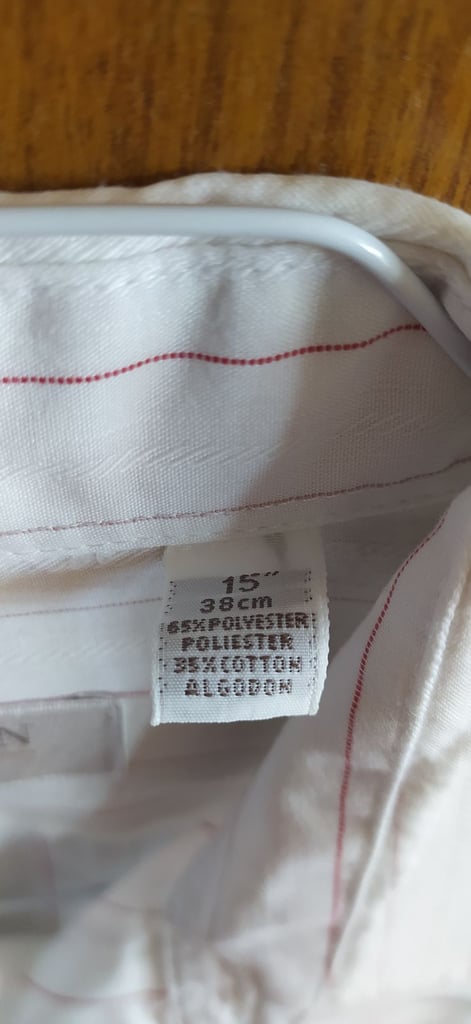 15"
38cm
65%POLYESTER
POLIESTER
35%COTTON
ALGODON
N